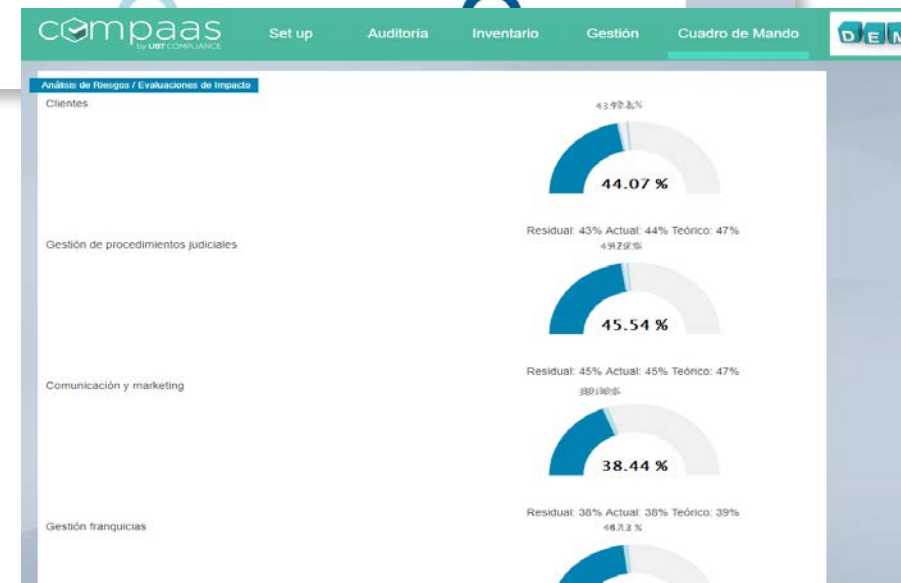 compaas
by UBT COMPLIANCE
Set up Auditoría Inventario Gestión Cuadro de Mando
DEM
Análisis de Riesgos / Evaluaciones de Impacto
Clientes
44.07 %
Residual: 43% Actual: 44% Teórico: 47%
Gestión de procedimientos judiciales
45.54 %
Residual: 45% Actual: 45% Teórico: 47%
Comunicación y marketing
38.44 %
Residual: 38% Actual: 38% Teórico: 39%
Gestión franquicias